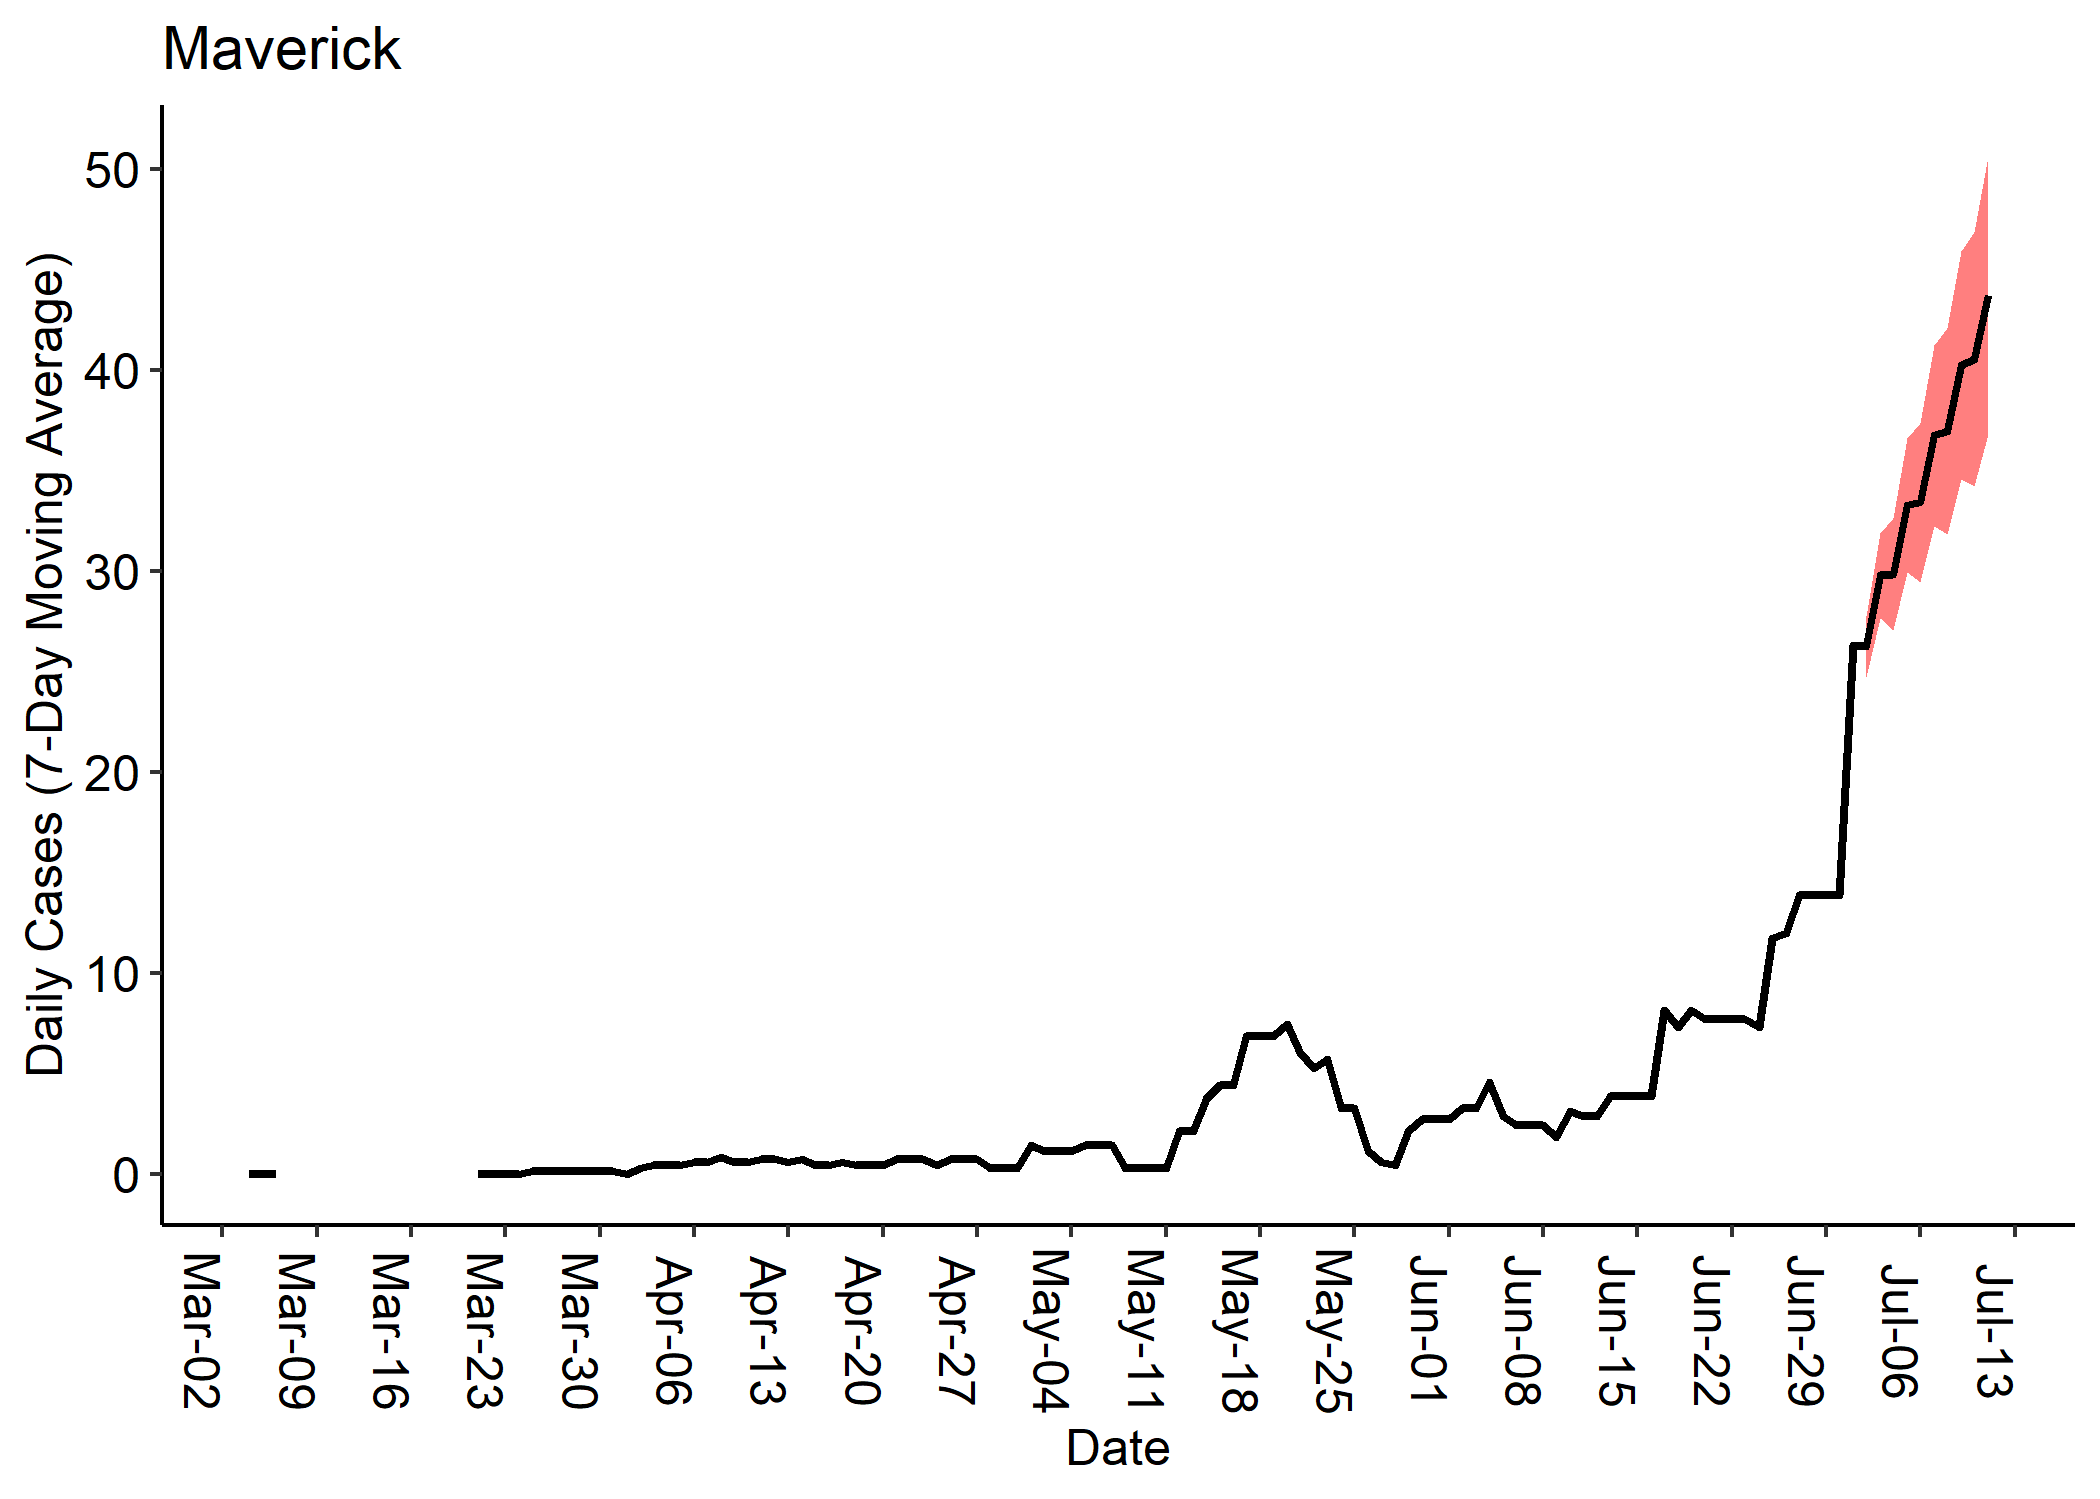 Maverick
Daily Cases (7-Day Moving Average)
50
40
30
20
10
0
Mar-02
Mar-09
Mar-16
Mar-23
Mar-30
Apr-06
Apr-13
Apr-20
Apr-27
May-04
May-11
May-18
May-25
Jun-01
Jun-08
Jun-15
Jun-22
Jun-29
Jul-06
Jul-13
Date